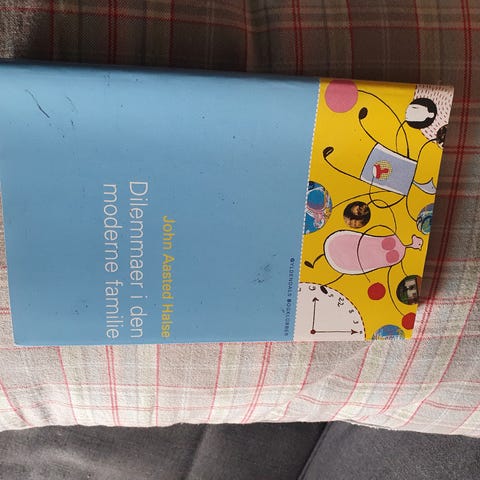 John Aasted Halse
Dilemmaer i den
moderne familie
GYLDENDALS BOGKLUBBER